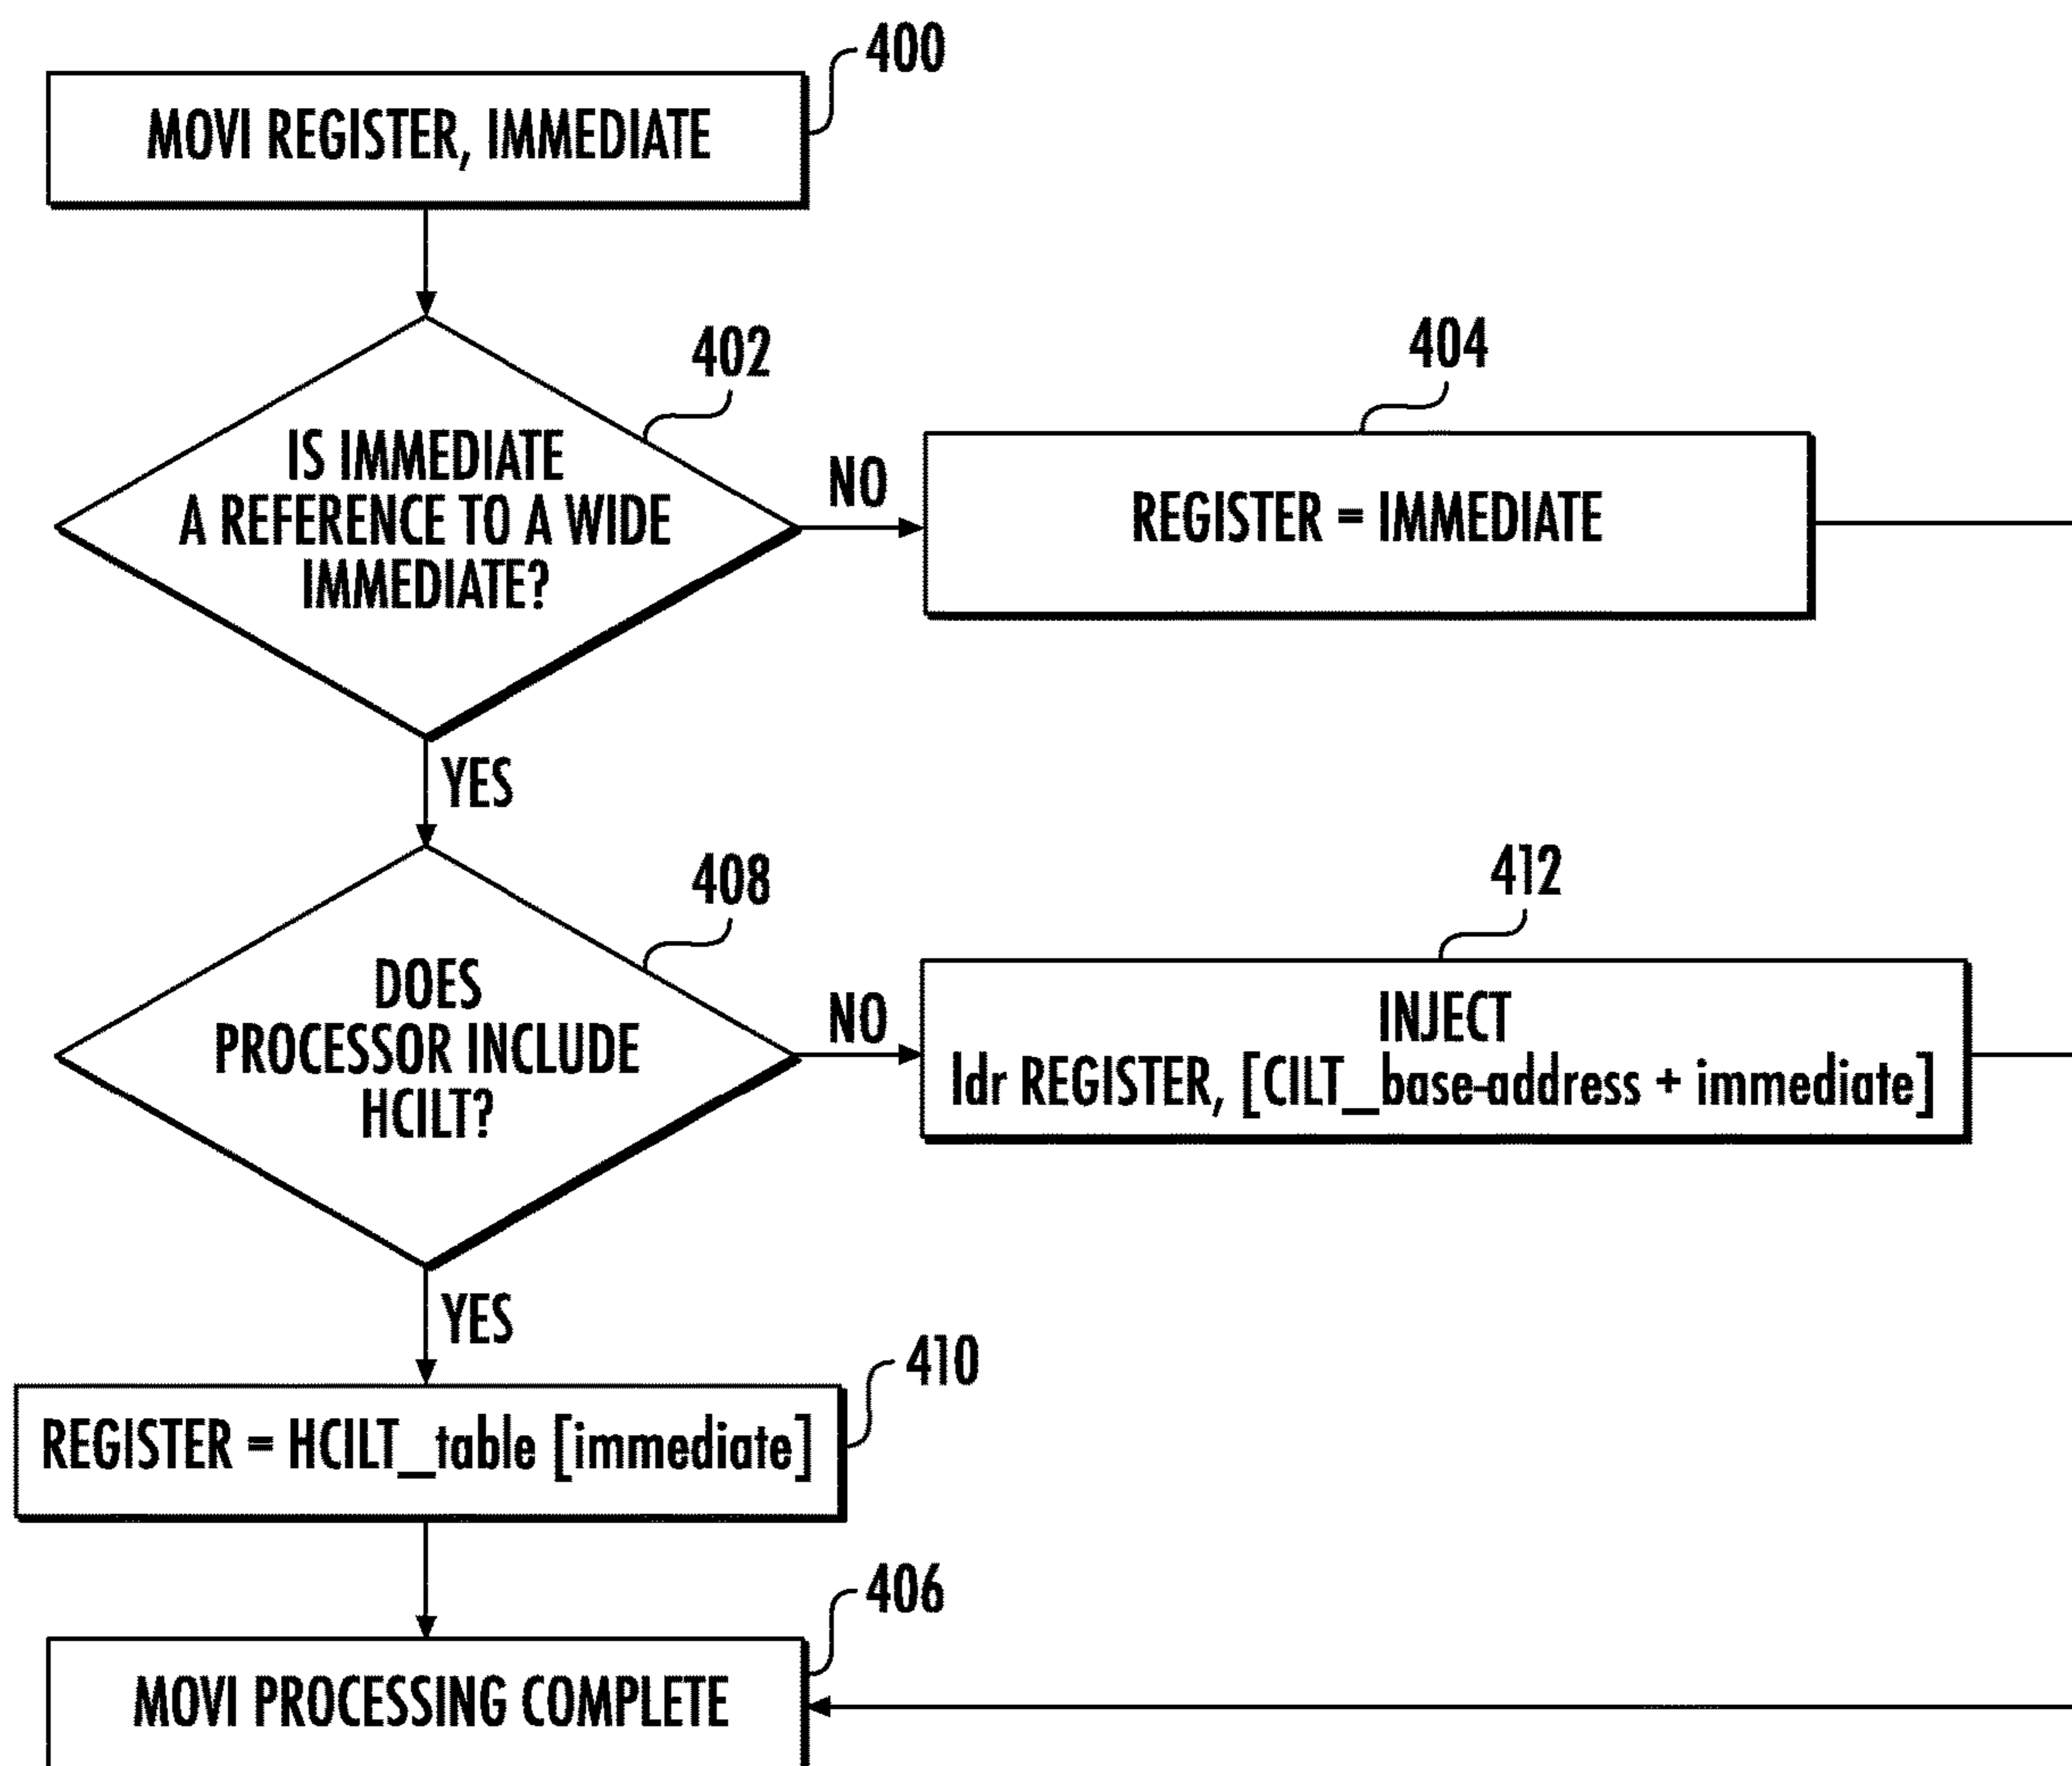 400
MOVI REGISTER, IMMEDIATE
402
IS IMMEDIATE
A REFERENCE TO A WIDE
IMMEDIATE?
NO
404
REGISTER = IMMEDIATE
YES
408
DOES
PROCESSOR INCLUDE
HCILT?
NO
412
INJECT
ldr REGISTER, [CILT_base-address + immediate]
YES
410
REGISTER = HCILT_table [immediate]
406
MOVI PROCESSING COMPLETE